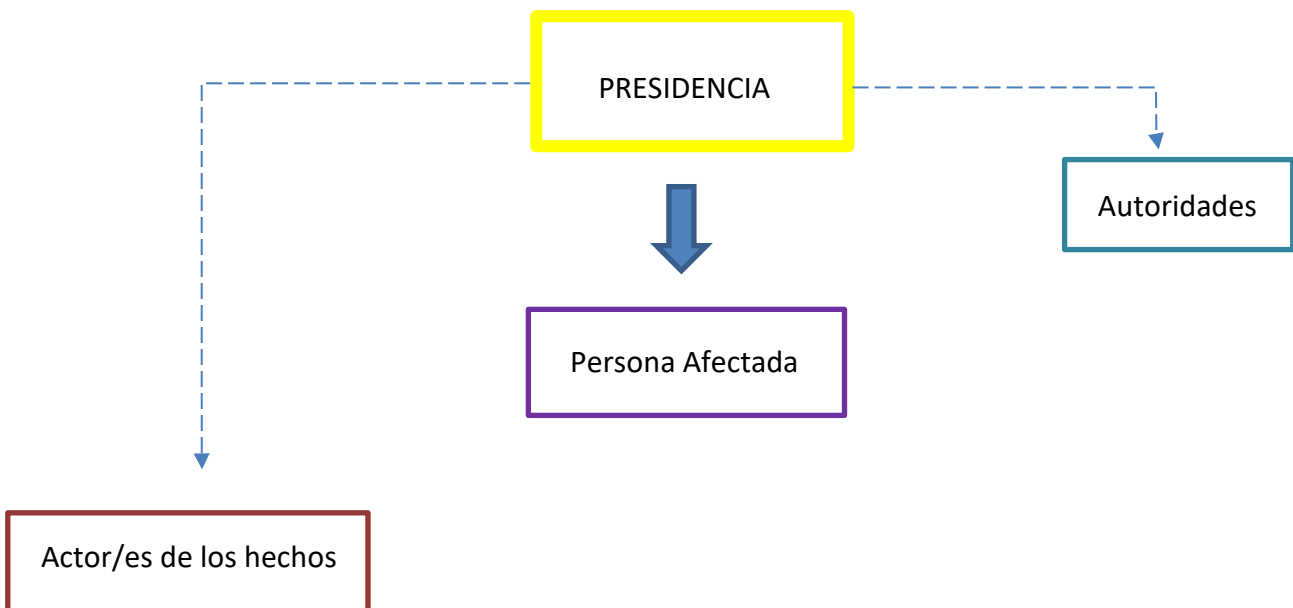 PRESIDENCIA
Autoridades
Persona Afectada
Actor/es de los hechos